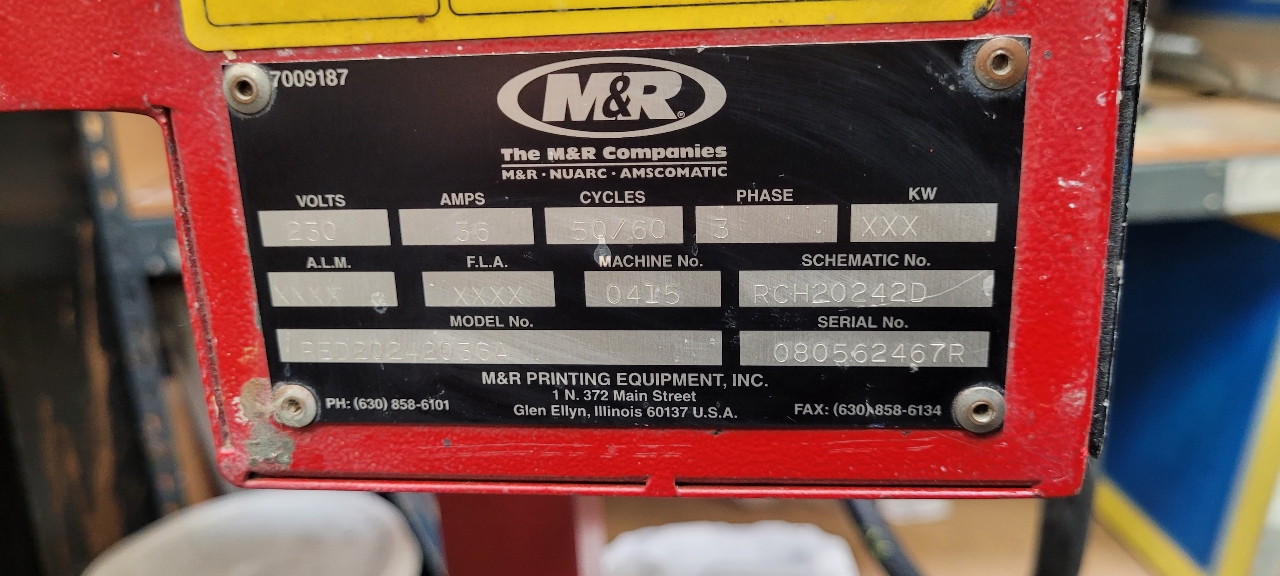 7009187
M&R®
The M&R Companies
M&R · NUARC · AMSCOMATIC
VOLTS AMPS CYCLES PHASE KW
230 36 50/60 3 XXX
A.L.M. F.L.A. MACHINE No. SCHEMATIC No.
XXXX XXXX 0415 RCH20242D
MODEL No. SERIAL No.
080562467R
M&R PRINTING EQUIPMENT, INC.
1 N. 372 Main Street
PH: (630) 858-6101 Glen Ellyn, Illinois 60137 U.S.A. FAX: (630) 858-6134